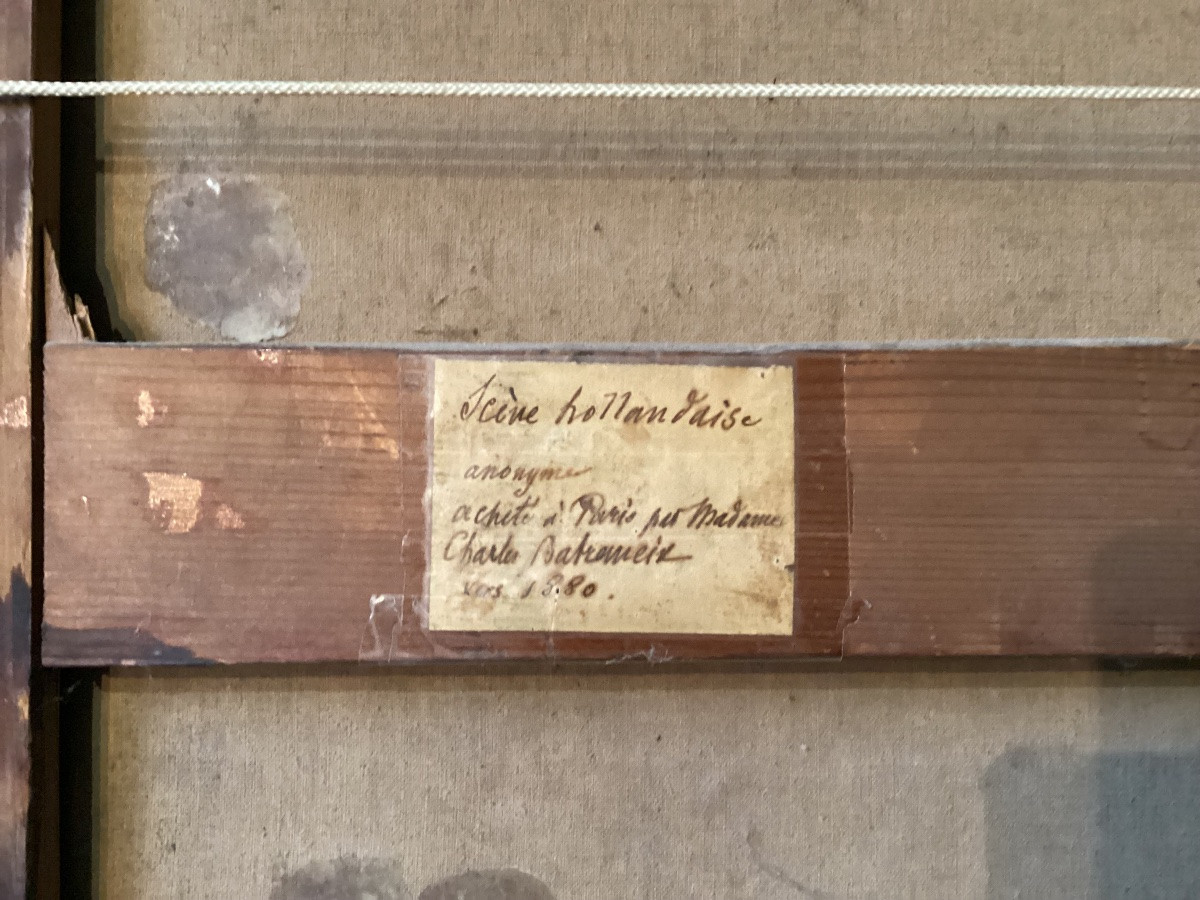 Scène hollandaise
anonyme
acheté à Paris par Madame
Charles
vers 1880.